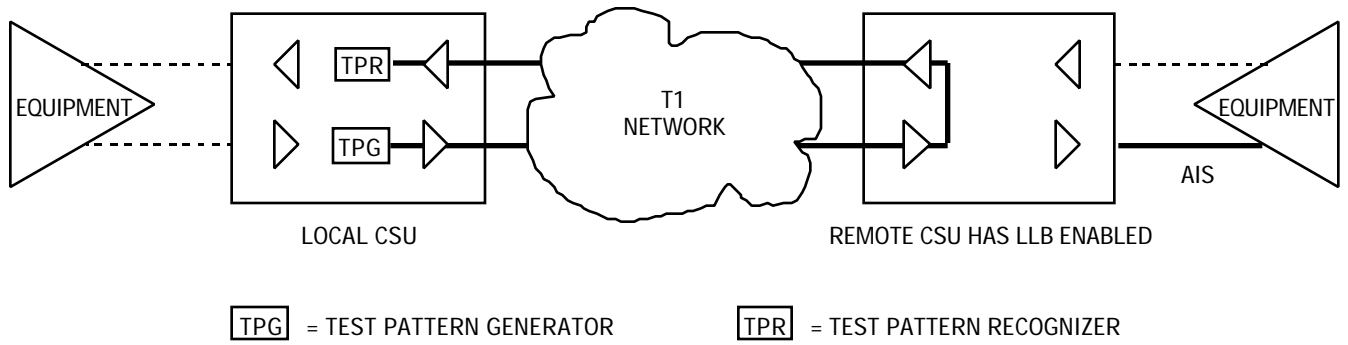 EQUIPMENT
TPR
TPG
T1
NETWORK
EQUIPMENT
AIS
LOCAL CSU
REMOTE CSU HAS LLB ENABLED
TPG = TEST PATTERN GENERATOR
TPR = TEST PATTERN RECOGNIZER